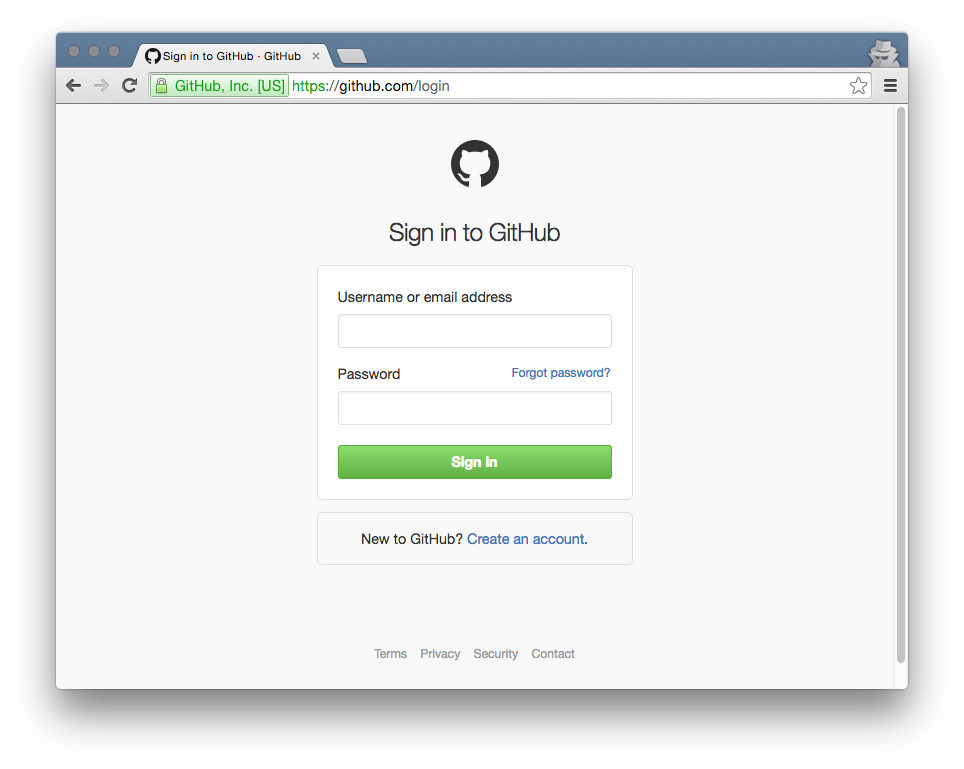 Sign in to GitHub · GitHub
GitHub, Inc. [US] https://github.com/login
Sign in to GitHub
Username or email address
Password Forgot password?
Sign in
New to GitHub? Create an account.
Terms Privacy Security Contact